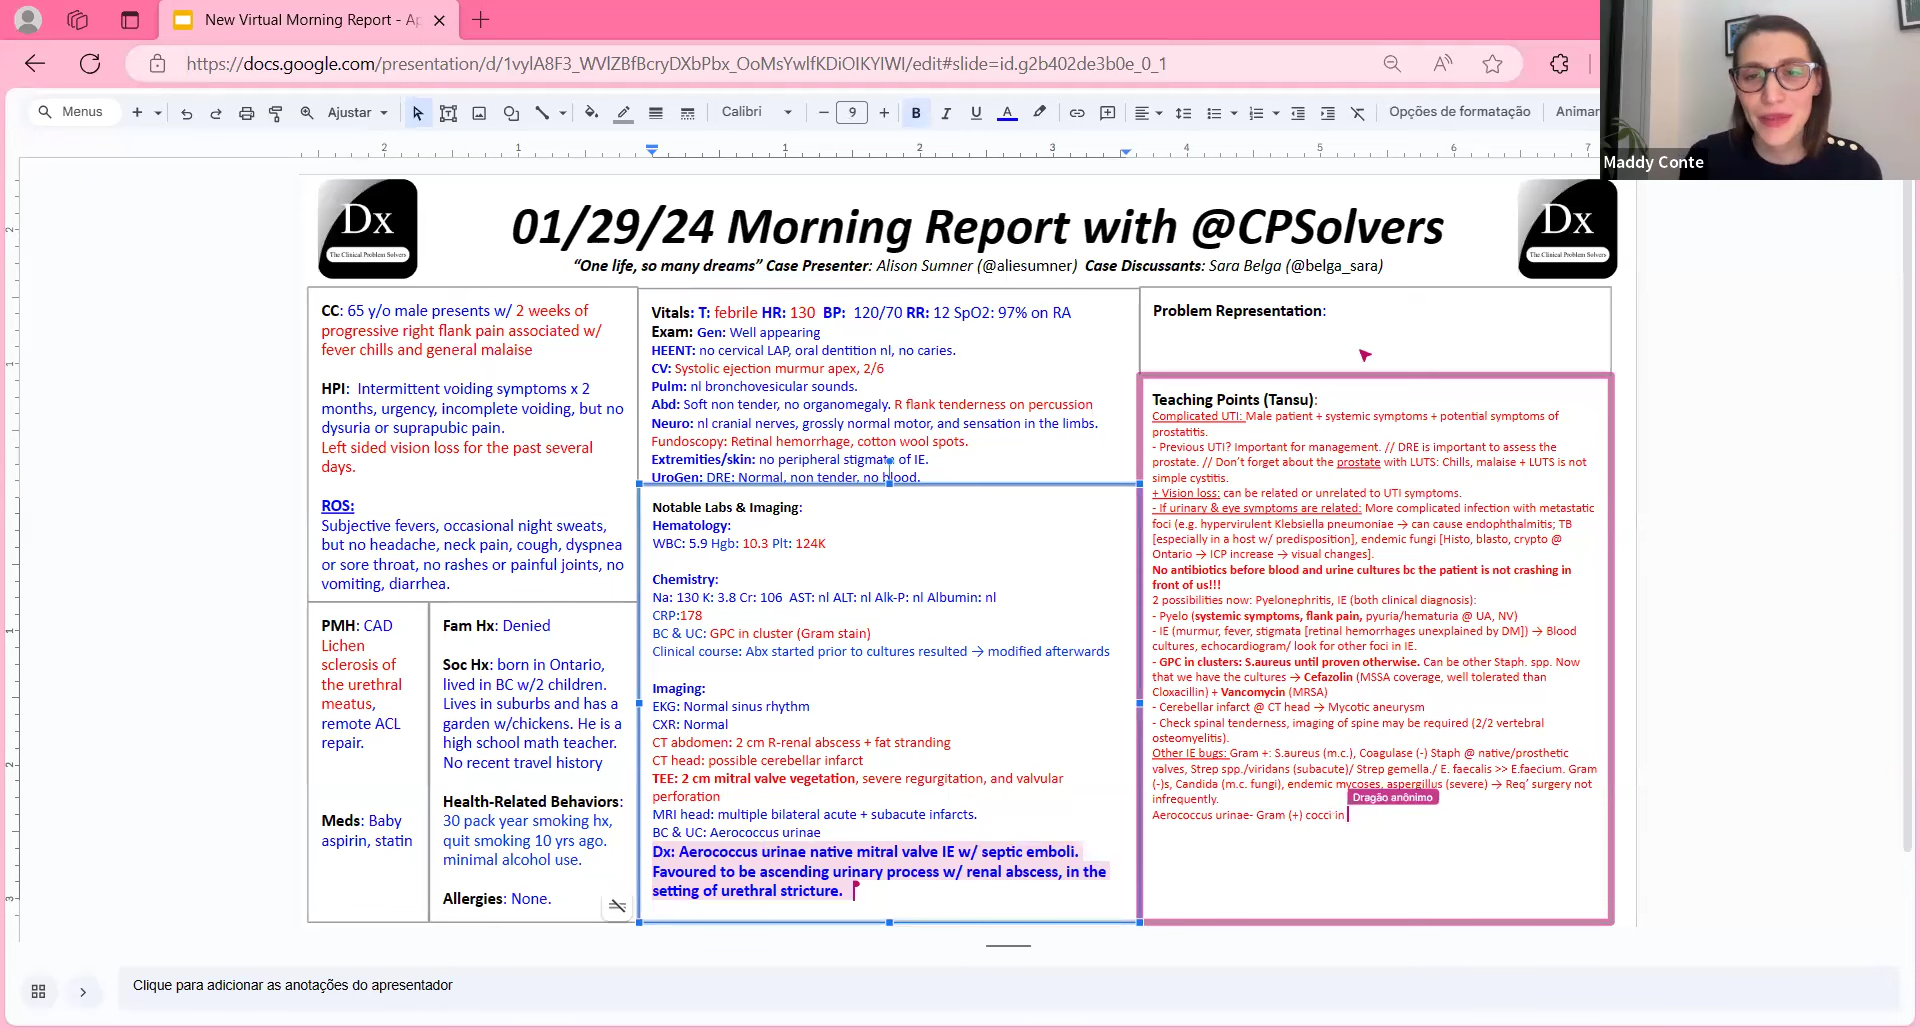 New Virtual Morning Report - Ap
https://docs.google.com/presentation/d/1vylA8F3_WVlZBfBcryDXbPbx_OoMsYwlfKDiOIKYIWI/edit#slide=id.g2b402de3b0e_0_1
Menus
Ajustar
Calibri
9
Opções de formatação
Animar
Maddy Conte
2 1 1 2 3 4 5 6 7
Dx
The Clinical Problem Solvers
01/29/24 Morning Report with @CPSolvers
"One life, so many dreams" Case Presenter: Alison Sumner (@aliesumner) Case Discussants: Sara Belga (@belga_sara)
Dx
The Clinical Problem Solvers
CC: 65 y/o male presents w/ 2 weeks of
progressive right flank pain associated w/
fever chills and general malaise
HPI: Intermittent voiding symptoms x 2
months, urgency, incomplete voiding, but no
dysuria or suprapubic pain.
Left sided vision loss for the past several
days.
ROS:
Subjective fevers, occasional night sweats,
but no headache, neck pain, cough, dyspnea
or sore throat, no rashes or painful joints, no
vomiting, diarrhea.
PMH: CAD
Lichen
sclerosis of
the urethral
meatus,
remote ACL
repair.
Meds: Baby
aspirin, statin
Fam Hx: Denied
Soc Hx: born in Ontario,
lived in BC w/2 children.
Lives in suburbs and has a
garden w/chickens. He is a
high school math teacher.
No recent travel history
Health-Related Behaviors:
30 pack year smoking hx,
quit smoking 10 yrs ago.
minimal alcohol use.
Allergies: None.
Vitals: T: febrile HR: 130 BP: 120/70 RR: 12 SpO2: 97% on RA
Exam: Gen: Well appearing
HEENT: no cervical LAP, oral dentition nl, no caries.
CV: Systolic ejection murmur apex, 2/6
Pulm: nl bronchovesicular sounds.
Abd: Soft non tender, no organomegaly. R flank tenderness on percussion
Neuro: nl cranial nerves, grossly normal motor, and sensation in the limbs.
Fundoscopy: Retinal hemorrhage, cotton wool spots.
Extremities/skin: no peripheral stigmata of IE.
UroGen: DRE: Normal, non tender, no blood.
Notable Labs & Imaging:
Hematology:
WBC: 5.9 Hgb: 10.3 Plt: 124K
Chemistry:
Na: 130 K: 3.8 Cr: 106 AST: nl ALT: nl Alk-P: nl Albumin: nl
CRP:178
BC & UC: GPC in cluster (Gram stain)
Clinical course: Abx started prior to cultures resulted → modified afterwards
Imaging:
EKG: Normal sinus rhythm
CXR: Normal
CT abdomen: 2 cm R-renal abscess + fat stranding
CT head: possible cerebellar infarct
TEE: 2 cm mitral valve vegetation, severe regurgitation, and valvular
perforation
MRI head: multiple bilateral acute + subacute infarcts.
BC & UC: Aerococcus urinae
Dx: Aerococcus urinae native mitral valve IE w/ septic emboli.
Favoured to be ascending urinary process w/ renal abscess, in the
setting of urethral stricture.
Problem Representation:
Teaching Points (Tansu):
Complicated UTI: Male patient + systemic symptoms + potential symptoms of
prostatitis.
- Previous UTI? Important for management. // DRE is important to assess the
prostate. // Don't forget about the prostate with LUTS: Chills, malaise + LUTS is not
simple cystitis.
+ Vision loss: can be related or unrelated to UTI symptoms.
- If urinary & eye symptoms are related: More complicated infection with metastatic
foci (e.g. hypervirulent Klebsiella pneumoniae → can cause endophthalmitis; TB
[especially in a host w/ predisposition], endemic fungi [Histo, blasto, crypto @
Ontario → ICP increase → visual changes].
No antibiotics before blood and urine cultures bc the patient is not crashing in
front of us!!!
2 possibilities now: Pyelonephritis, IE (both clinical diagnosis):
- Pyelo (systemic symptoms, flank pain, pyuria/hematuria @ UA, NV)
- IE (murmur, fever, stigmata [retinal hemorrhages unexplained by DM]) → Blood
cultures, echocardiogram/ look for other foci in IE.
- GPC in clusters: S.aureus until proven otherwise. Can be other Staph. spp. Now
that we have the cultures → Cefazolin (MSSA coverage, well tolerated than
Cloxacillin) + Vancomycin (MRSA)
- Cerebellar infarct @ CT head → Mycotic aneurysm
- Check spinal tenderness, imaging of spine may be required (2/2 vertebral
osteomyelitis).
Other IE bugs: Gram +: S.aureus (m.c.), Coagulase (-) Staph @ native/prosthetic
valves, Strep spp./viridans (subacute)/ Strep gemella./ E. faecalis >> E.faecium. Gram
(-)s, Candida (m.c. fungi), endemic mycoses, aspergillus (severe) → Req' surgery not
infrequently.
Dragão anônimo
Aerococcus urinae- Gram (+) cocci in
Clique para adicionar as anotações do apresentador